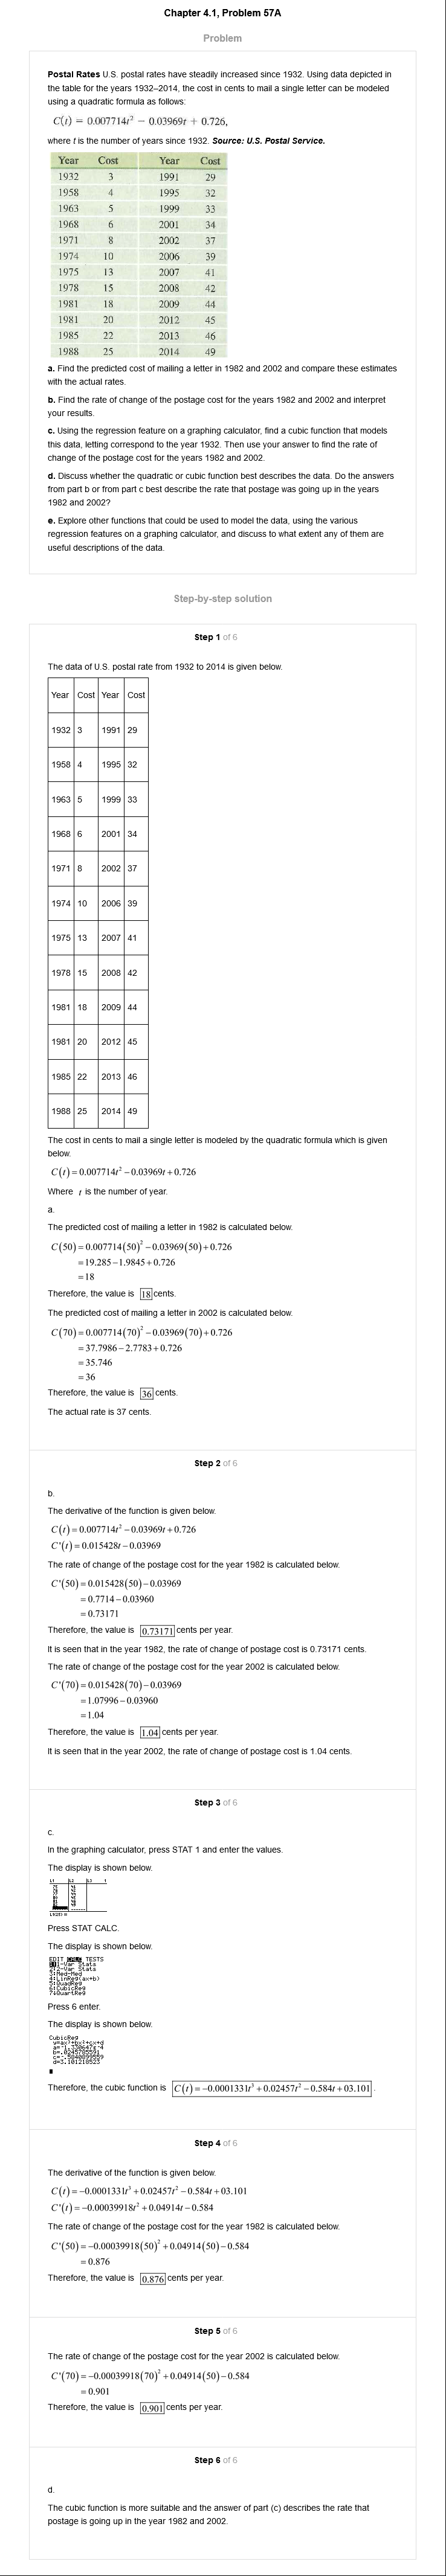 Chapter 4.1, Problem 57A
Problem
Postal Rates U.S. postal rates have steadily increased since 1932. Using data depicted in
the table for the years 1932–2014, the cost in cents to mail a single letter can be modeled
using a quadratic formula as follows:
C(t) = 0.007714t² − 0.03969t + 0.726,
where t is the number of years since 1932. Source: U.S. Postal Service.
Year Cost Year Cost
1932 3 1991 29
1958 4 1995 32
1963 5 1999 33
1968 6 2001 34
1971 8 2002 37
1974 10 2006 39
1975 13 2007 41
1978 15 2008 42
1981 18 2009 44
1981 20 2012 45
1985 22 2013 46
1988 25 2014 49
a. Find the predicted cost of mailing a letter in 1982 and 2002 and compare these estimates
with the actual rates.
b. Find the rate of change of the postage cost for the years 1982 and 2002 and interpret
your results.
c. Using the regression feature on a graphing calculator, find a cubic function that models
this data, letting correspond to the year 1932. Then use your answer to find the rate of
change of the postage cost for the years 1982 and 2002.
d. Discuss whether the quadratic or cubic function best describes the data. Do the answers
from part b or from part c best describe the rate that postage was going up in the years
1982 and 2002?
e. Explore other functions that could be used to model the data, using the various
regression features on a graphing calculator, and discuss to what extent any of them are
useful descriptions of the data.
Step-by-step solution
Step 1 of 6
The data of U.S. postal rate from 1932 to 2014 is given below.
Year Cost Year Cost
1932 3 1991 29
1958 4 1995 32
1963 5 1999 33
1968 6 2001 34
1971 8 2002 37
1974 10 2006 39
1975 13 2007 41
1978 15 2008 42
1981 18 2009 44
1981 20 2012 45
1985 22 2013 46
1988 25 2014 49
The cost in cents to mail a single letter is modeled by the quadratic formula which is given
below.
C(t) = 0.007714t² − 0.03969t + 0.726
Where t is the number of year.
a.
The predicted cost of mailing a letter in 1982 is calculated below.
C(50) = 0.007714(50)² − 0.03969(50) + 0.726
= 19.285 − 1.9845 + 0.726
= 18
Therefore, the value is 18 cents.
The predicted cost of mailing a letter in 2002 is calculated below.
C(70) = 0.007714(70)² − 0.03969(70) + 0.726
= 37.7986 − 2.7783 + 0.726
= 35.746
= 36
Therefore, the value is 36 cents.
The actual rate is 37 cents.
Step 2 of 6
b.
The derivative of the function is given below.
C(t) = 0.007714t² − 0.03969t + 0.726
C'(t) = 0.015428t − 0.03969
The rate of change of the postage cost for the year 1982 is calculated below.
C'(50) = 0.015428(50) − 0.03969
= 0.7714 − 0.03960
= 0.73171
Therefore, the value is 0.73171 cents per year.
It is seen that in the year 1982, the rate of change of postage cost is 0.73171 cents.
The rate of change of the postage cost for the year 2002 is calculated below.
C'(70) = 0.015428(70) − 0.03969
= 1.07996 − 0.03960
= 1.04
Therefore, the value is 1.04 cents per year.
It is seen that in the year 2002, the rate of change of postage cost is 1.04 cents.
Step 3 of 6
c.
In the graphing calculator, press STAT 1 and enter the values.
The display is shown below.
L1 L2 L3
Press STAT CALC.
The display is shown below.
EDIT CALC TESTS
1:1-Var Stats
2:2-Var Stats
3:Med-Med
4:LinReg(ax+b)
5:QuadReg
6:CubicReg
7↓QuartReg
Press 6 enter.
The display is shown below.
CubicReg
y=ax³+bx²+cx+d
Therefore, the cubic function is C(t) = −0.0001331t³ + 0.02457t² − 0.584t + 03.101.
Step 4 of 6
The derivative of the function is given below.
C(t) = −0.0001331t³ + 0.02457t² − 0.584t + 03.101
C'(t) = −0.00039918t² + 0.04914t − 0.584
The rate of change of the postage cost for the year 1982 is calculated below.
C'(50) = −0.00039918(50)² + 0.04914(50) − 0.584
= 0.876
Therefore, the value is 0.876 cents per year.
Step 5 of 6
The rate of change of the postage cost for the year 2002 is calculated below.
C'(70) = −0.00039918(70)² + 0.04914(50) − 0.584
= 0.901
Therefore, the value is 0.901 cents per year.
Step 6 of 6
d.
The cubic function is more suitable and the answer of part (c) describes the rate that
postage is going up in the year 1982 and 2002.